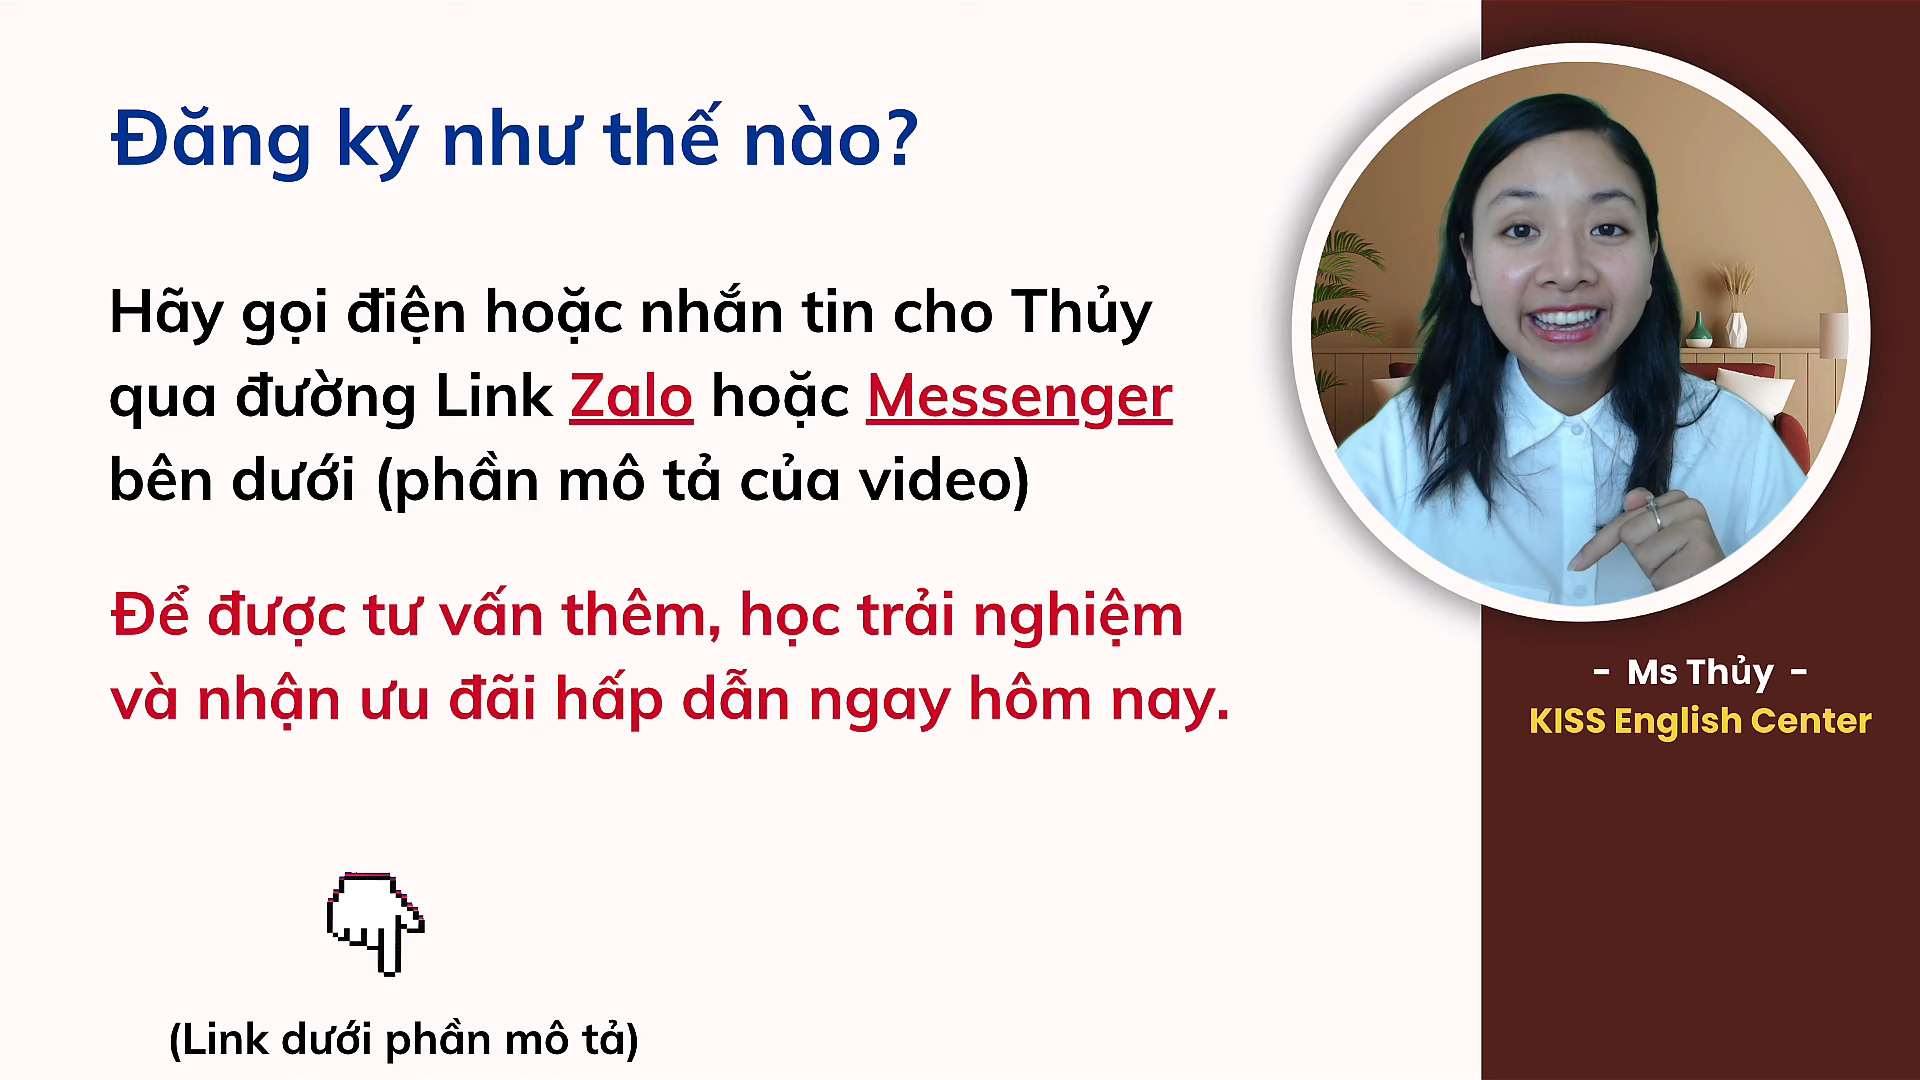 Đăng ký như thế nào?
Hãy gọi điện hoặc nhắn tin cho Thủy
qua đường Link Zalo hoặc Messenger
bên dưới (phần mô tả của video)
Để được tư vấn thêm, học trải nghiệm
và nhận ưu đãi hấp dẫn ngay hôm nay.
(Link dưới phần mô tả)
- Ms Thủy -
KISS English Center